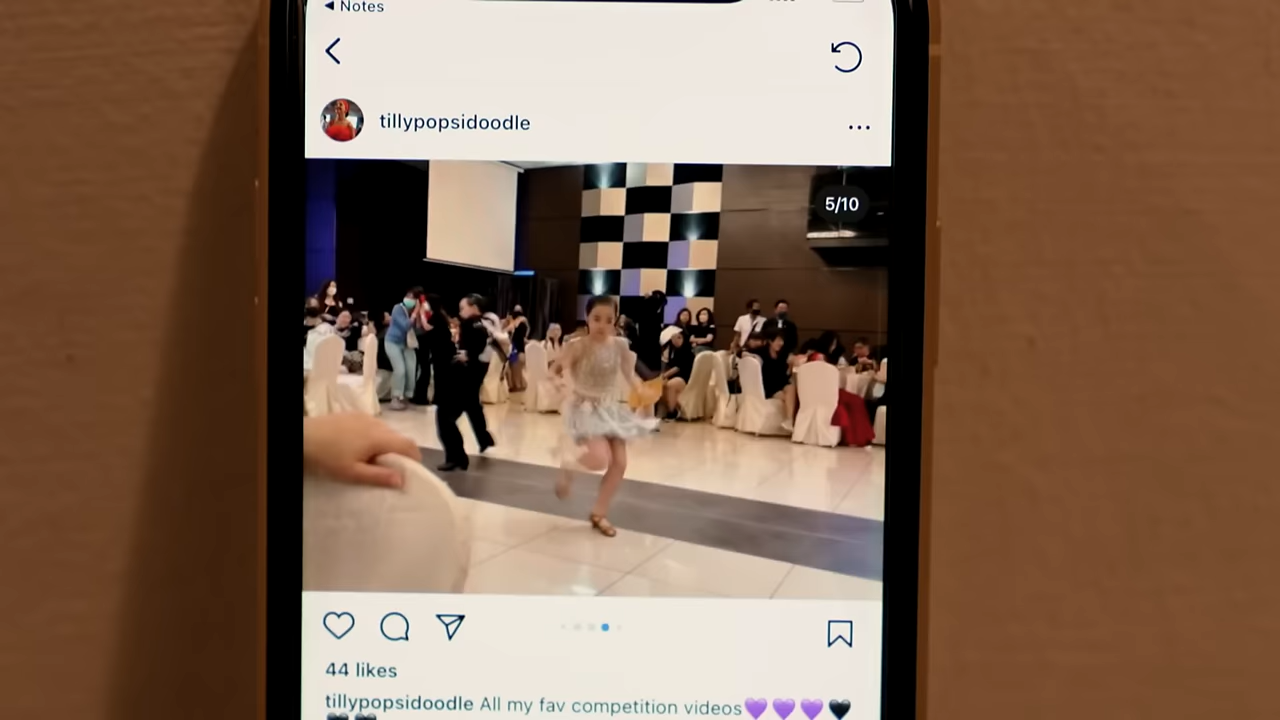 ◀ Notes
tillypopsidoodle
5/10
44 likes
tillypopsidoodle All my fav competition videos💜💜💜🖤
🖤🖤